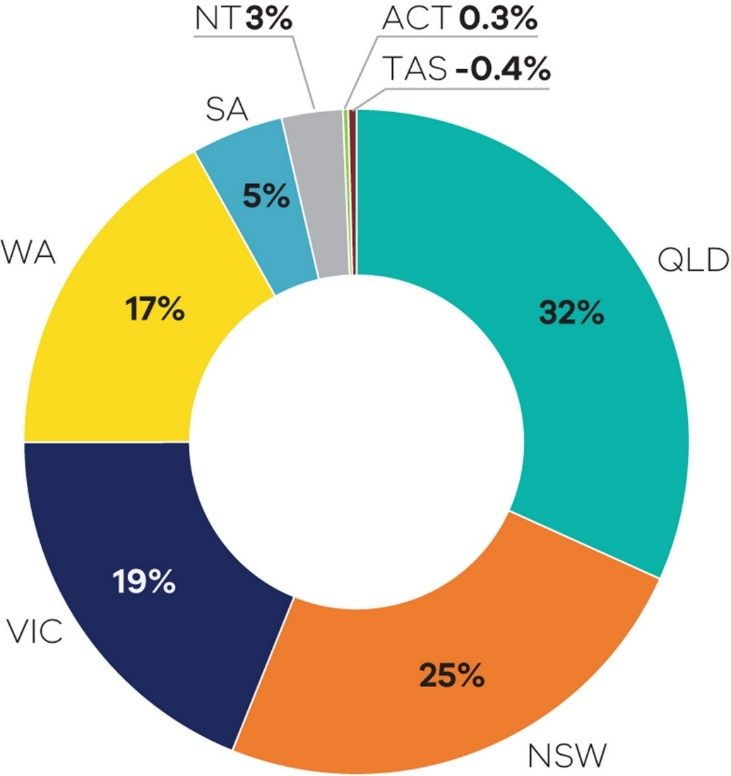 NT 3%
ACT 0.3%
TAS -0.4%
SA
5%
WA
17%
QLD
32%
19%
VIC
25%
NSW